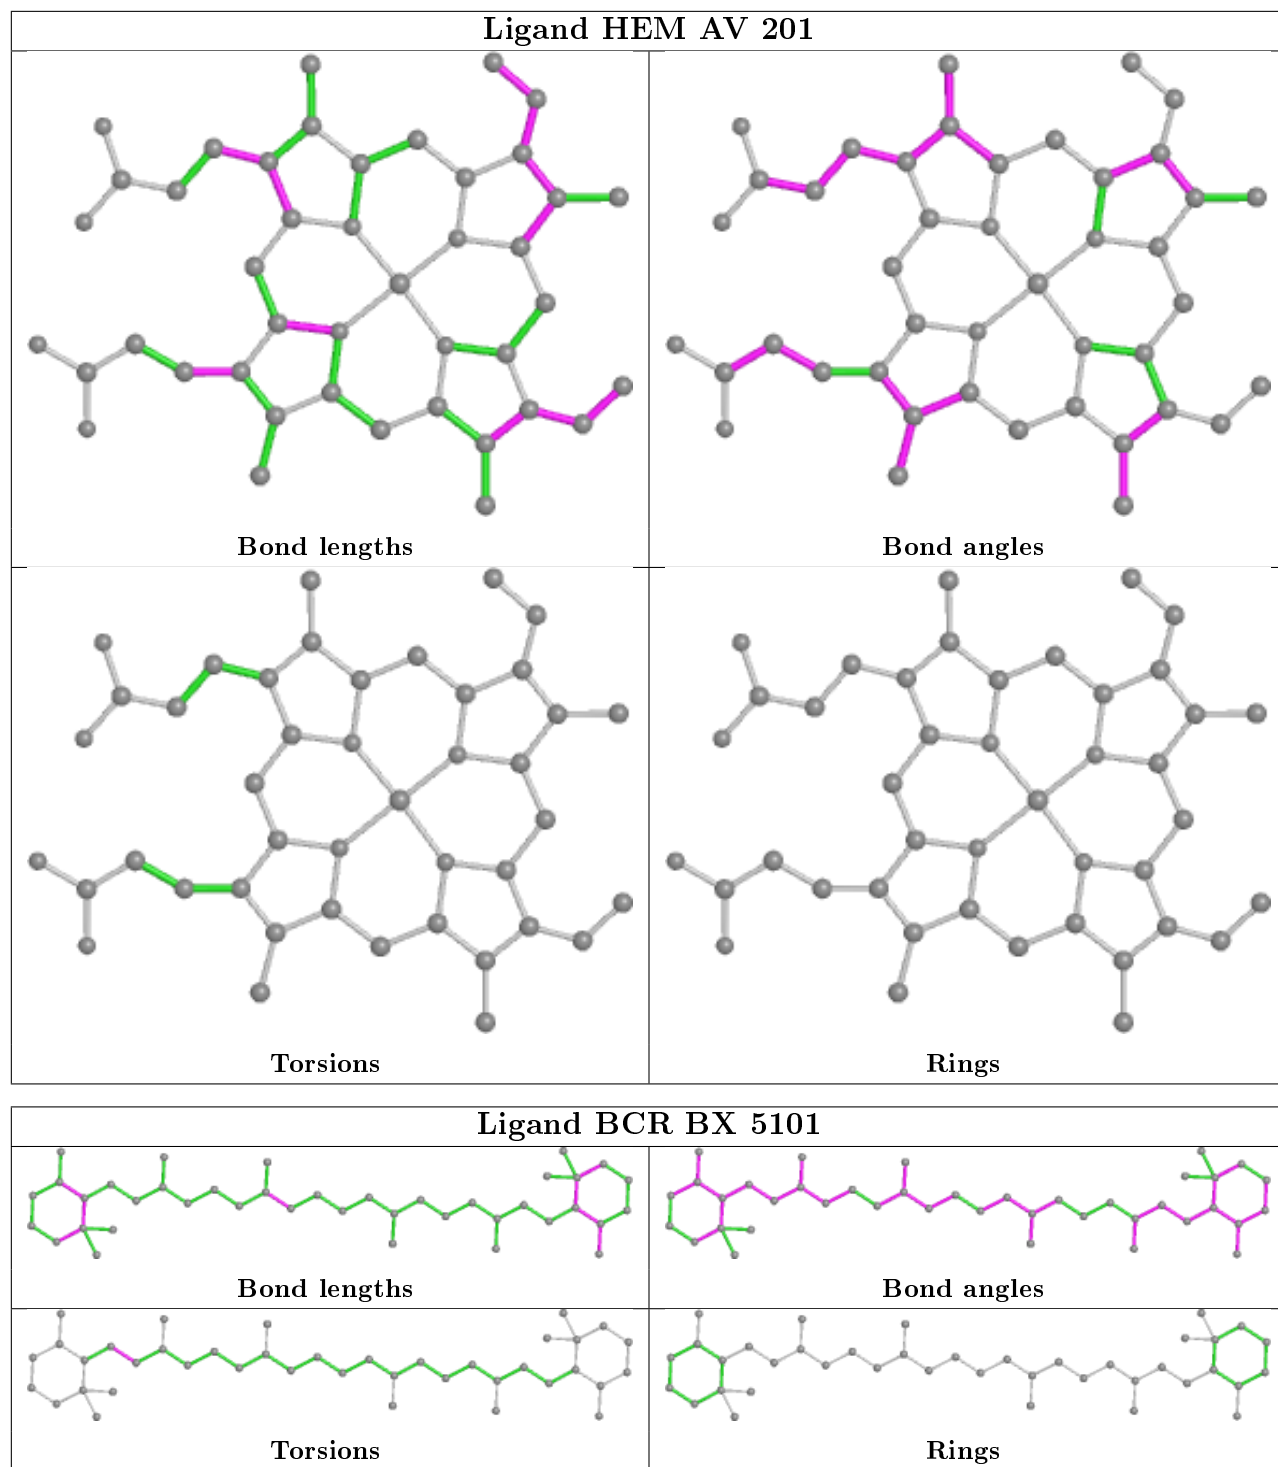 Ligand HEM AV 201
Bond lengths
Bond angles
Torsions
Rings
Ligand BCR BX 5101
Bond lengths
Bond angles
Torsions
Rings